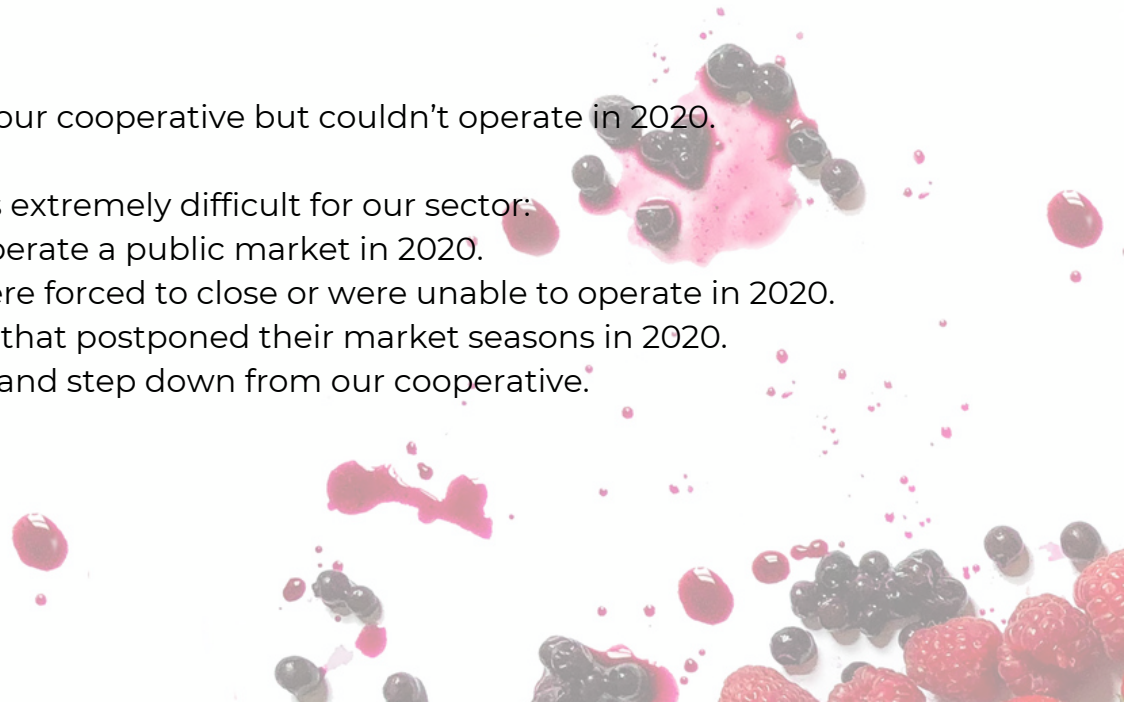 our cooperative but couldn’t operate in 2020.
extremely difficult for our sector:
a public market in 2020.
forced to close or were unable to operate in 2020.
that postponed their market seasons in 2020.
and step down from our cooperative.